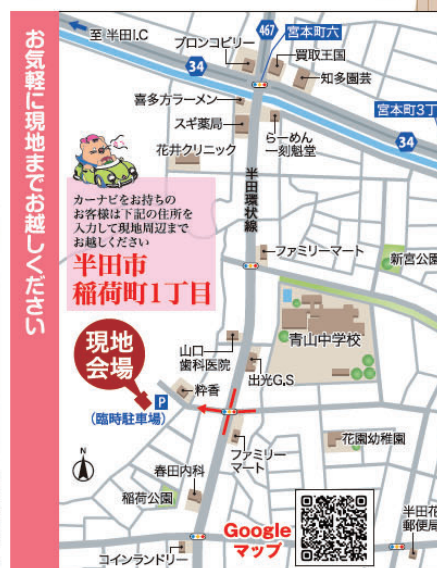 お気軽に現地までお越しください
至 半田I.C
ブロンコビリー
467
宮本町六
買取王国
34
知多園芸
宮本町3丁
喜多方ラーメン
スギ薬局
らーめん
一刻魁堂
34
花井クリニック
半田環状線
カーナビをお持ちの
お客様は下記の住所を
入力して現地周辺まで
お越しください
半田市
稲荷町1丁目
ファミリーマート
新宮公園
現地
会場
山口
歯科医院
青山中学校
出光G.S
粋香
P
(臨時駐車場)
ファミリー
マート
花園幼稚園
N
春田内科
稲荷公園
Google
マップ
半田花
郵便局
コインランドリー